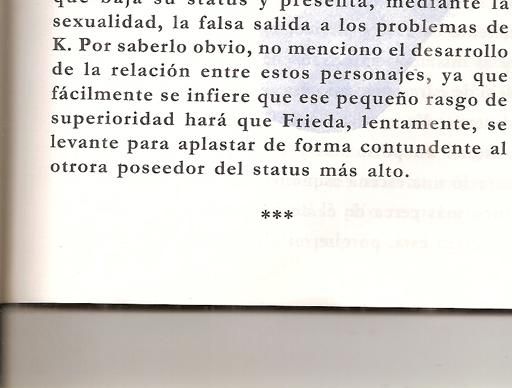 que baja su status y presenta, mediante la
sexualidad, la falsa salida a los problemas de
K. Por saberlo obvio, no menciono el desarrollo
de la relación entre estos personajes, ya que
fácilmente se infiere que ese pequeño rasgo de
superioridad hará que Frieda, lentamente, se
levante para aplastar de forma contundente al
otrora poseedor del status más alto.
***